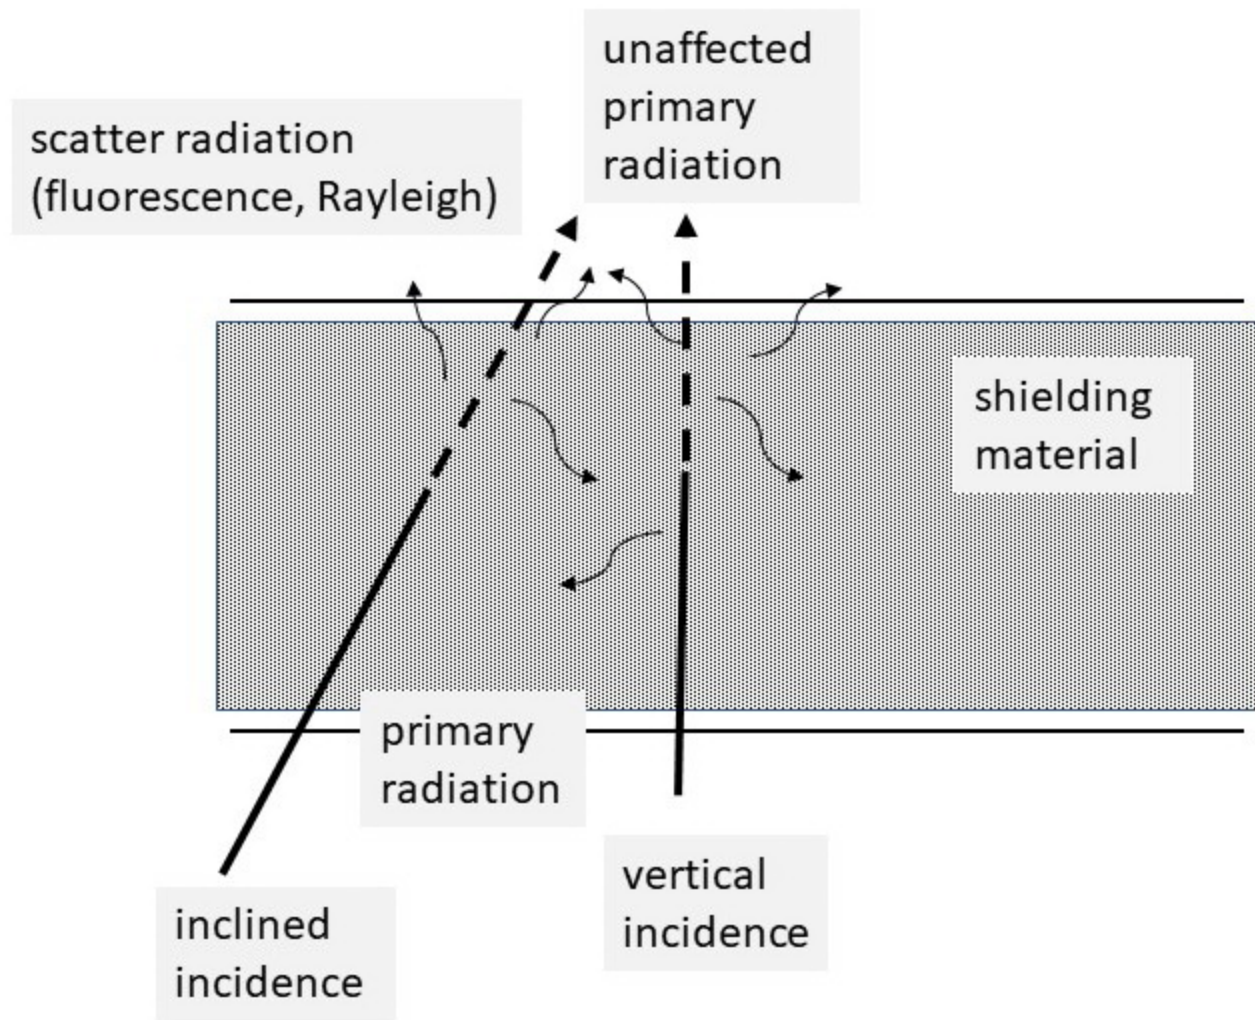 unaffected
primary
radiation
scatter radiation
(fluorescence, Rayleigh)
shielding
material
primary
radiation
vertical
incidence
inclined
incidence